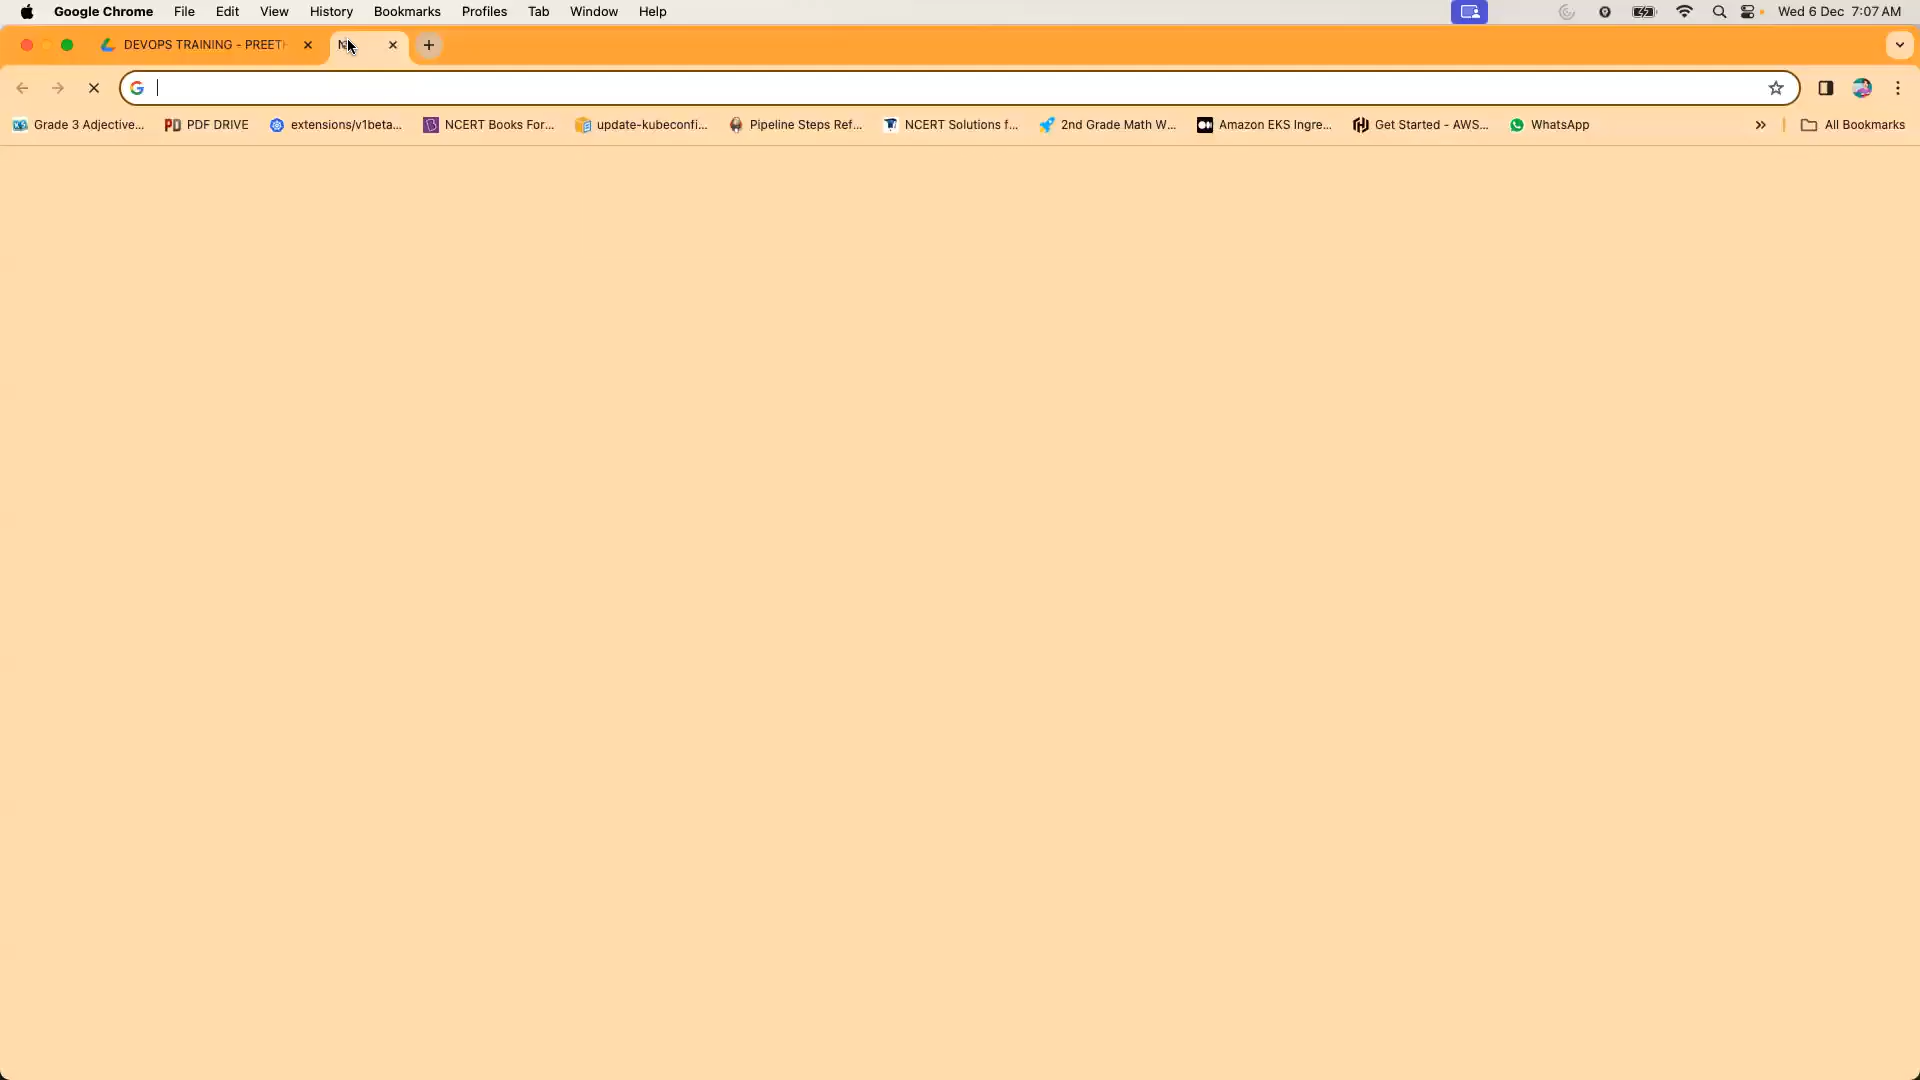 Google Chrome File Edit View History Bookmarks Profiles Tab Window Help Wed 6 Dec 7:07 AM
DEVOPS TRAINING - PREET
Grade 3 Adjective... PDF DRIVE extensions/v1beta... NCERT Books For... update-kubeconfi... Pipeline Steps Ref... NCERT Solutions f... 2nd Grade Math W... Amazon EKS Ingre... Get Started - AWS... WhatsApp » All Bookmarks